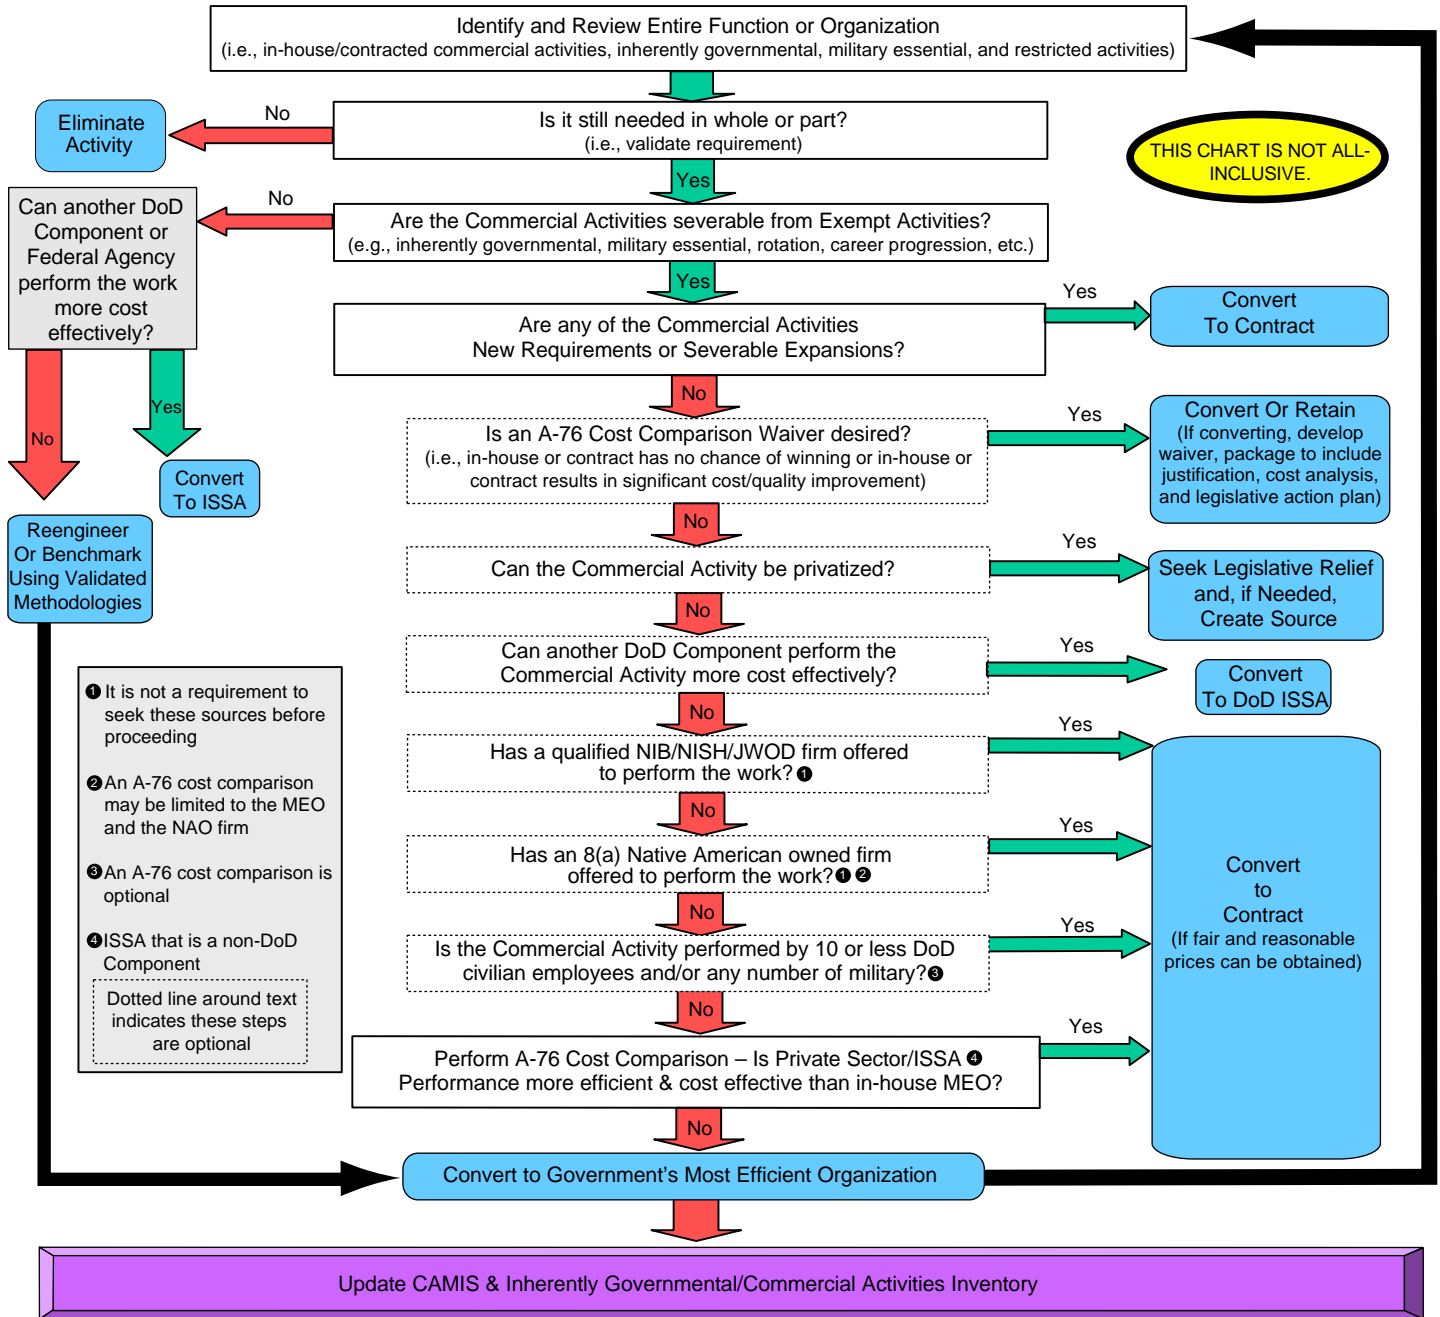 Identify and Review Entire Function or Organization
(i.e., in-house/contracted commercial activities, inherently governmental, military essential, and restricted activities)
No
Eliminate
Activity
Is it still needed in whole or part?
(i.e., validate requirement)
THIS CHART IS NOT ALL-
INCLUSIVE.
Yes
No
Can another DoD
Component or
Federal Agency
perform the work
more cost
effectively?
Are the Commercial Activities severable from Exempt Activities?
(e.g., inherently governmental, military essential, rotation, career progression, etc.)
Yes
Yes
Are any of the Commercial Activities
New Requirements or Severable Expansions?
Convert
To Contract
No
Yes
No
Convert
To ISSA
Reengineer
Or Benchmark
Using Validated
Methodologies
Is an A-76 Cost Comparison Waiver desired?
(i.e., in-house or contract has no chance of winning or in-house or
contract results in significant cost/quality improvement)
Yes
Convert Or Retain
(If converting, develop
waiver, package to include
justification, cost analysis,
and legislative action plan)
No
Can the Commercial Activity be privatized?
Yes
Seek Legislative Relief
and, if Needed,
Create Source
No
Can another DoD Component perform the
Commercial Activity more cost effectively?
Yes
Convert
To DoD ISSA
No
Has a qualified NIB/NISH/JWOD firm offered
to perform the work?❶
Yes
No
Has an 8(a) Native American owned firm
offered to perform the work?❶ ❷
Yes
No
Is the Commercial Activity performed by 10 or less DoD
civilian employees and/or any number of military?❸
Yes
No
Perform A-76 Cost Comparison – Is Private Sector/ISSA ❹
Performance more efficient & cost effective than in-house MEO?
Yes
Convert
to
Contract
(If fair and reasonable
prices can be obtained)
No
❶ It is not a requirement to
seek these sources before
proceeding
❷ An A-76 cost comparison
may be limited to the MEO
and the NAO firm
❸ An A-76 cost comparison is
optional
❹ ISSA that is a non-DoD
Component
Dotted line around text
indicates these steps
are optional
Convert to Government's Most Efficient Organization
Update CAMIS & Inherently Governmental/Commercial Activities Inventory